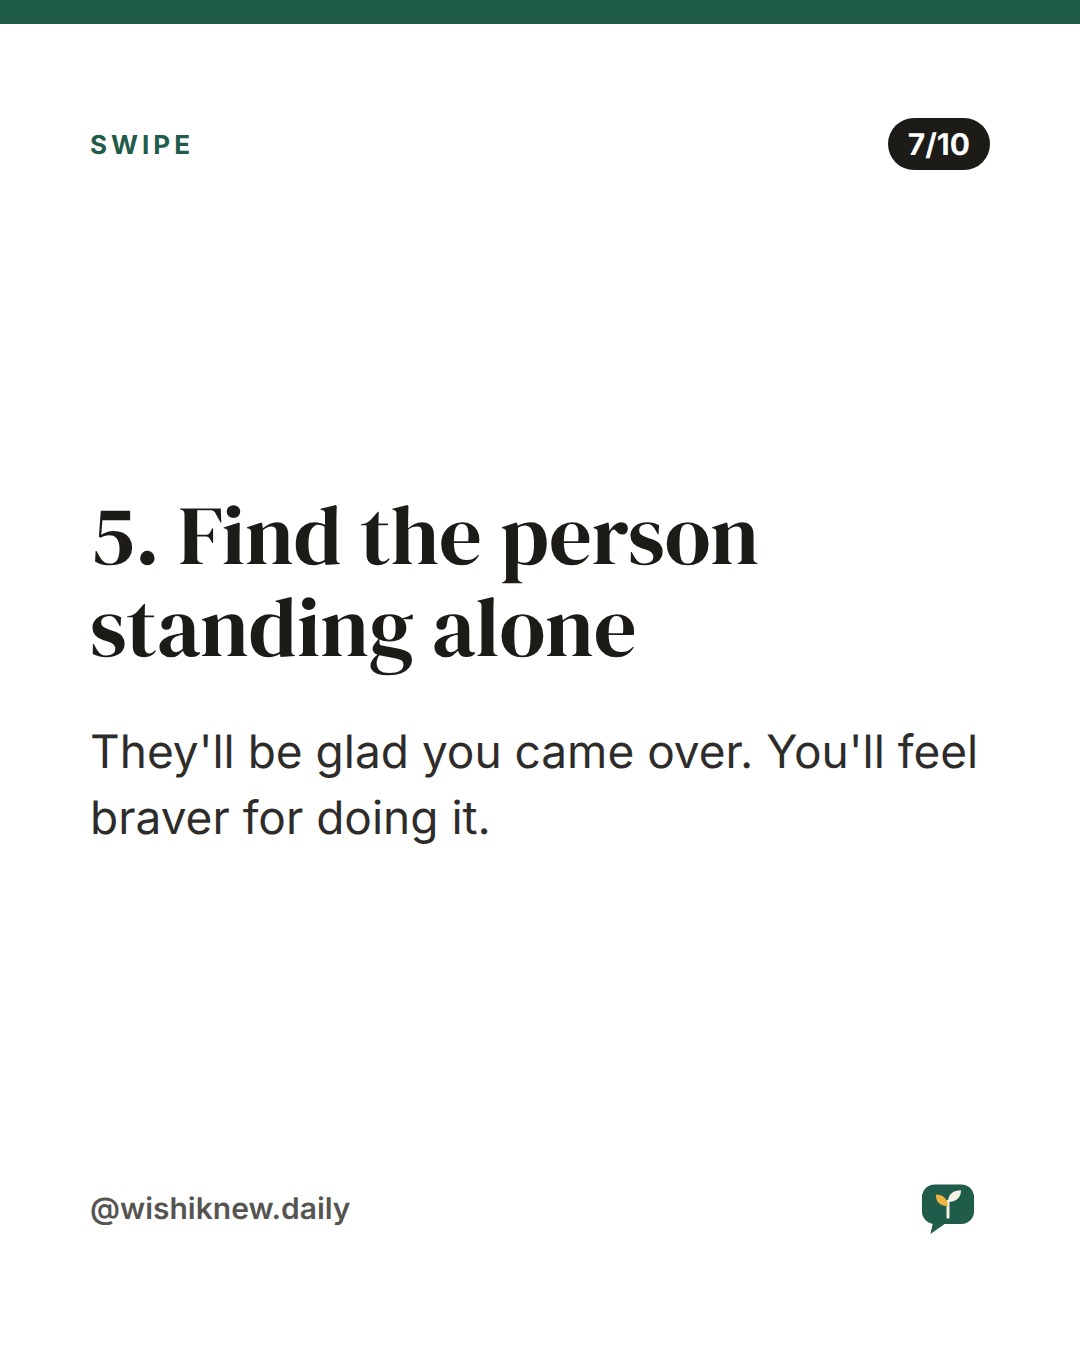 SWIPE
7/10
5. Find the person
standing alone
They'll be glad you came over. You'll feel
braver for doing it.
@wishiknew.daily